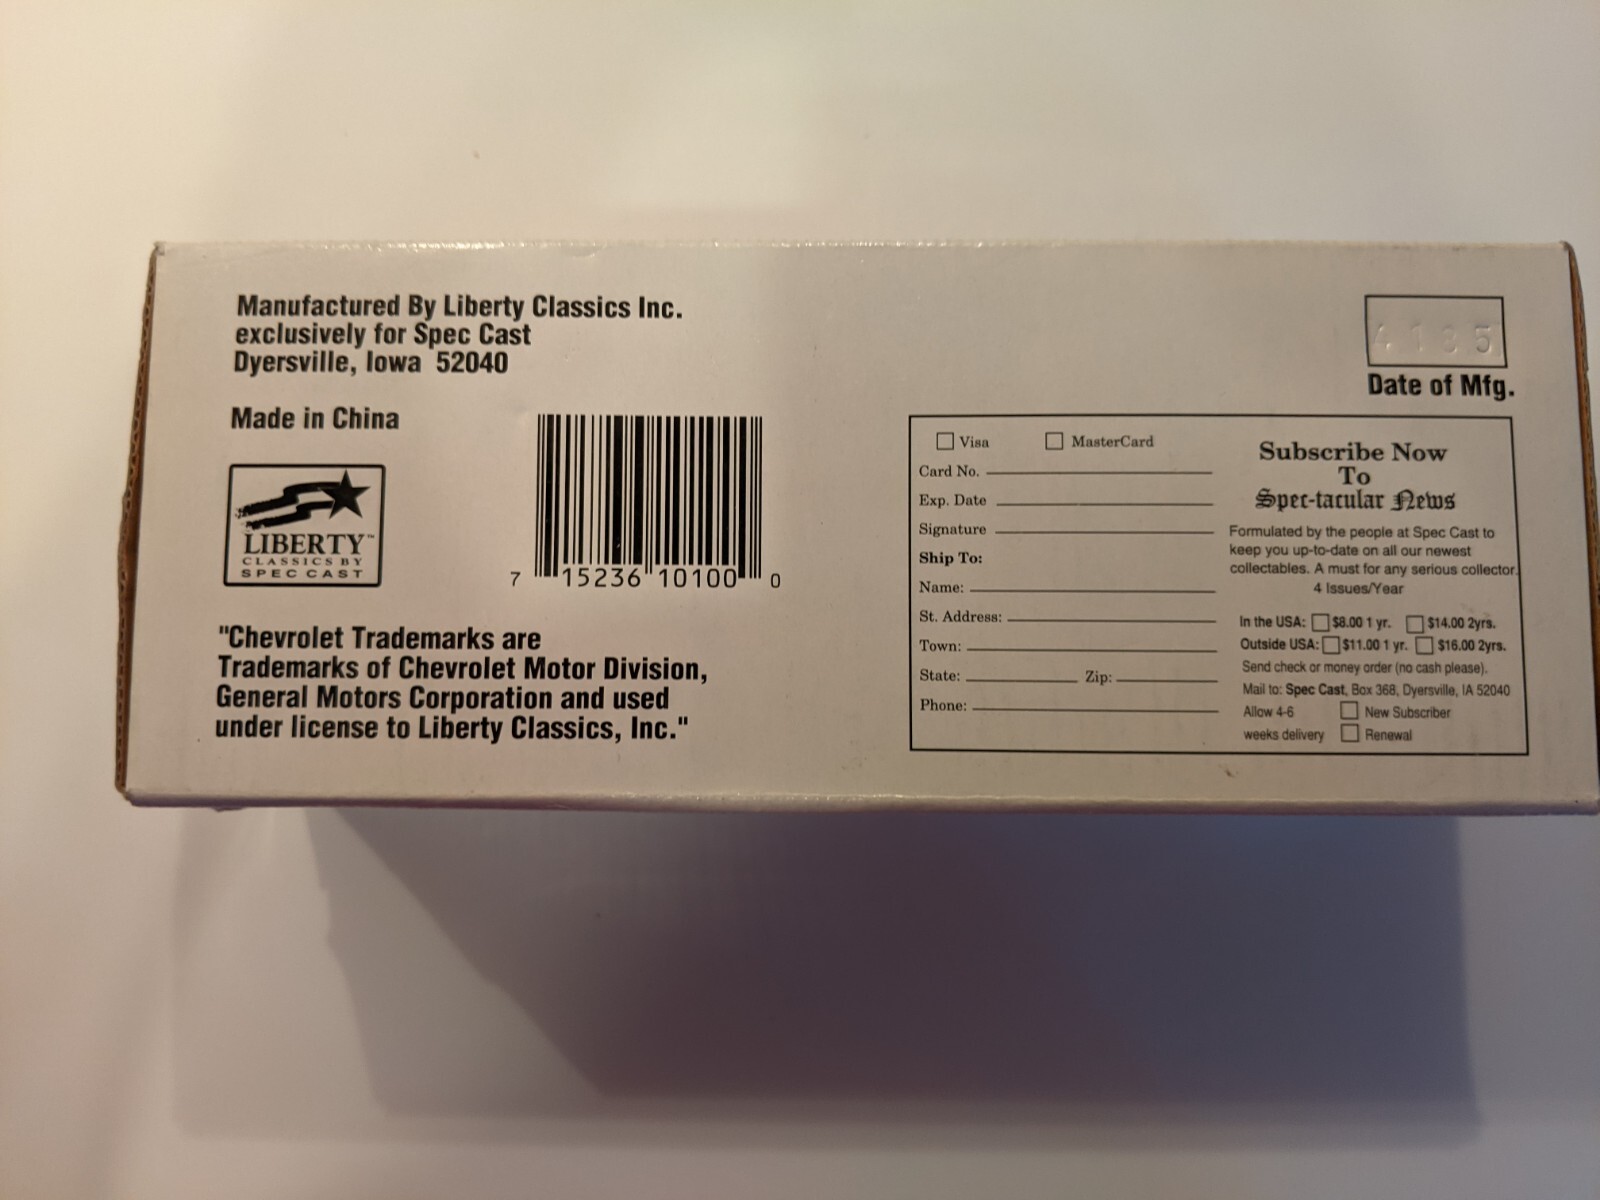 Manufactured By Liberty Classics Inc.
exclusively for Spec Cast
Dyersville, Iowa 52040
Made in China
LIBERTY™
CLASSICS BY
SPEC CAST
7 15236 10100 0
"Chevrolet Trademarks are
Trademarks of Chevrolet Motor Division,
General Motors Corporation and used
under license to Liberty Classics, Inc."
Date of Mfg.
Visa MasterCard
Card No.
Exp. Date
Signature
Ship To:
Name:
St. Address:
Town:
State: Zip:
Phone:
Subscribe Now
To
Spec-tacular News
Formulated by the people at Spec Cast to
keep you up-to-date on all our newest
collectables. A must for any serious collector.
4 Issues/Year
In the USA: $8.00 1 yr. $14.00 2yrs.
Outside USA: $11.00 1 yr. $16.00 2yrs.
Send check or money order (no cash please).
Mail to: Spec Cast, Box 368, Dyersville, IA 52040
Allow 4-6 New Subscriber
weeks delivery Renewal